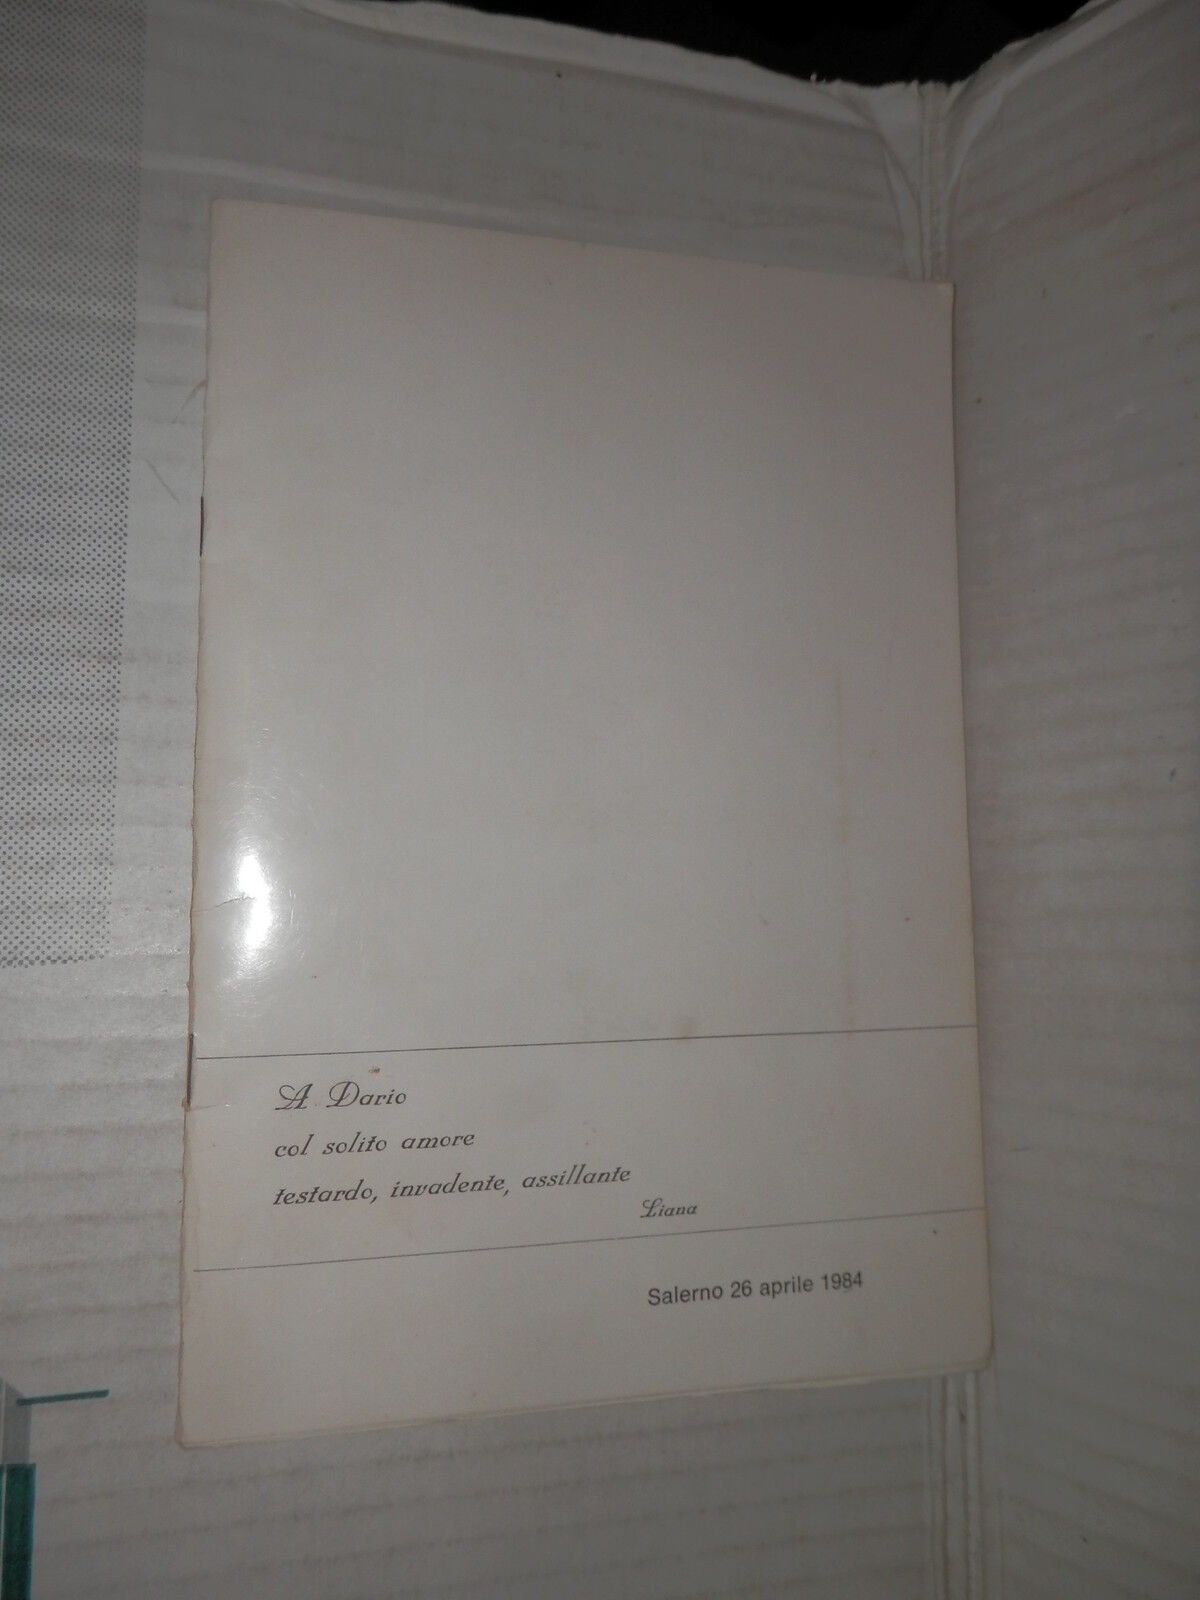 A Dario
col solito amore
testardo, invadente, assillante
Liana
Salerno 26 aprile 1984